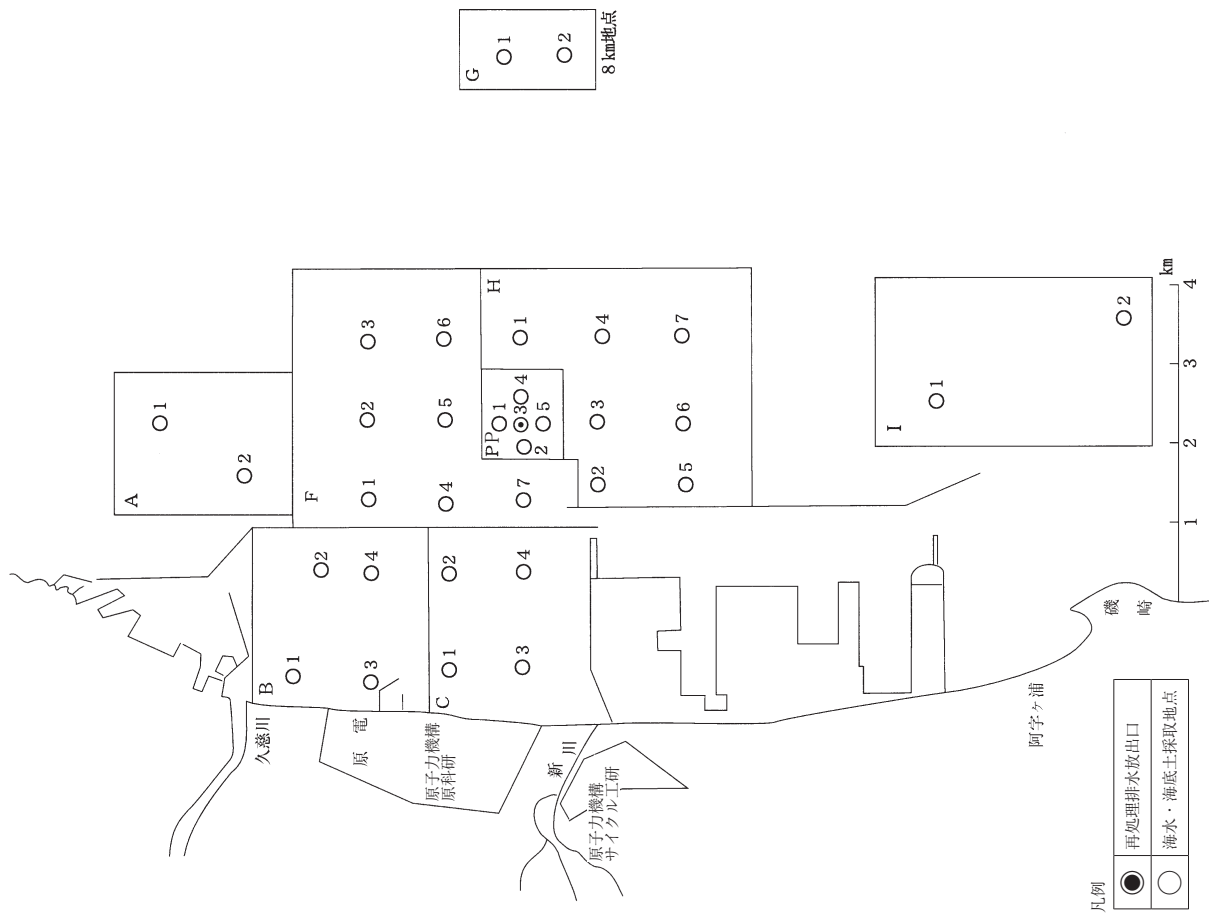 A
1
2
B
1
2
3
4
C
1
2
3
4
F
1
2
3
4
5
6
7
PP
1
2
3
4
5
H
1
2
3
4
5
6
7
G
1
2
8km地点
I
1
2
久慈川
原電
原子力機構
原科研
新川
原子力機構
サイクル工研
阿字ヶ浦
磯崎
1
2
3
4
km
凡例
再処理排水放出口
海水・海底土採取地点